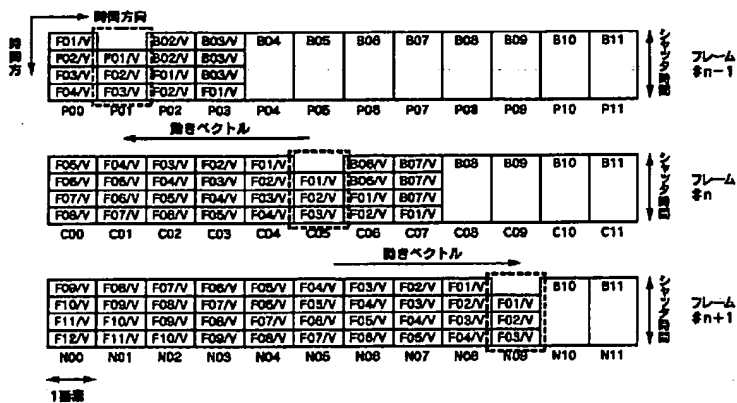 時間方向
時間方
F01/V B02/V B03/V B04 B05 B06 B07 B08 B09 B10 B11
F02/V F01/V B02/V B03/V
F03/V F02/V F01/V B03/V
F04/V F03/V F02/V F01/V
P00 P01 P02 P03 P04 P05 P06 P07 P08 P09 P10 P11
シャッタ時間
フレーム
#n-1
動きベクトル
F05/V F04/V F03/V F02/V F01/V B06/V B07/V B08 B09 B10 B11
F06/V F05/V F04/V F03/V F02/V F01/V B06/V B07/V
F07/V F06/V F05/V F04/V F03/V F02/V F01/V B07/V
F08/V F07/V F06/V F05/V F04/V F03/V F02/V F01/V
C00 C01 C02 C03 C04 C05 C06 C07 C08 C09 C10 C11
シャッタ時間
フレーム
#n
動きベクトル
F09/V F08/V F07/V F06/V F05/V F04/V F03/V F02/V F01/V B10 B11
F10/V F09/V F08/V F07/V F06/V F05/V F04/V F03/V F02/V F01/V
F11/V F10/V F09/V F08/V F07/V F06/V F05/V F04/V F03/V F02/V
F12/V F11/V F10/V F09/V F08/V F07/V F06/V F05/V F04/V F03/V
N00 N01 N02 N03 N04 N05 N06 N07 N08 N09 N10 N11
シャッタ時間
フレーム
#n+1
1画素